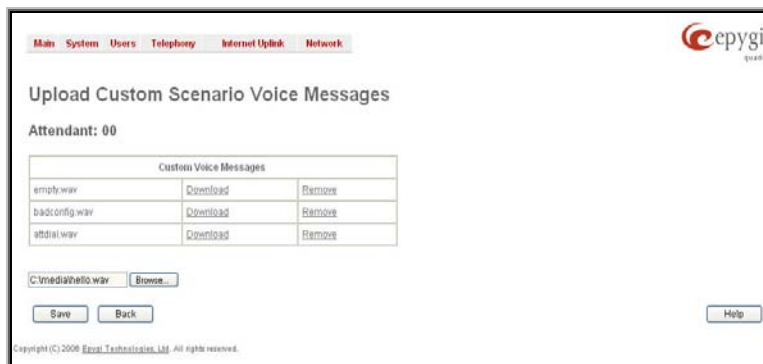 Main System Users Telephony Internet Uplink Network
epygi
Upload Custom Scenario Voice Messages
Attendant: 00
Custom Voice Messages
empty.wav Download Remove
badconfig.wav Download Remove
attdial.wav Download Remove
C:\media\hello.wav Browse...
Save Back Help
Copyright (C) 2006 Epygi Technologies, Ltd. All rights reserved.